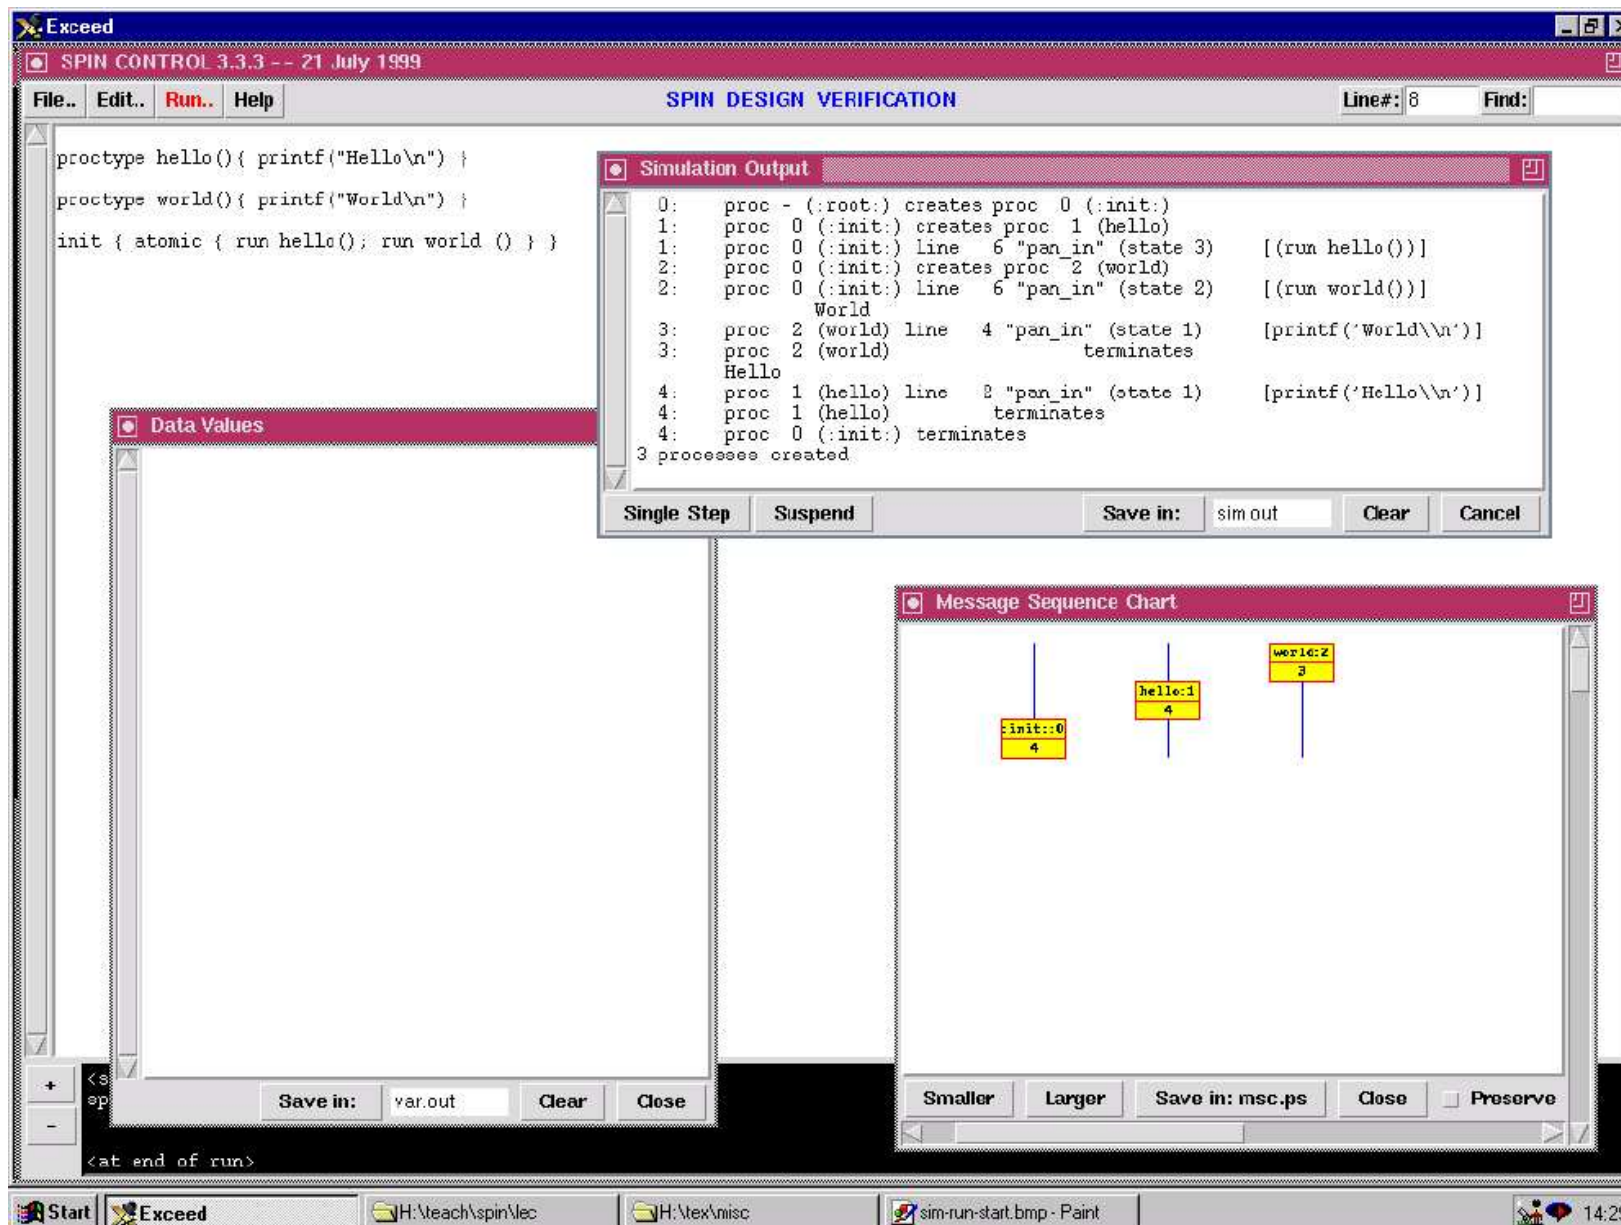 Exceed
SPIN CONTROL 3.3.3 -- 21 July 1999
File.. Edit.. Run.. Help SPIN DESIGN VERIFICATION Line#: 8 Find:
proctype hello(){ printf("Hello\n") }
proctype world(){ printf("World\n") }
init { atomic { run hello(); run world () } }
Simulation Output
0: proc - (:root:) creates proc 0 (:init:)
1: proc 0 (:init:) creates proc 1 (hello)
1: proc 0 (:init:) line 6 "pan_in" (state 3) [(run hello())]
2: proc 0 (:init:) creates proc 2 (world)
2: proc 0 (:init:) line 6 "pan_in" (state 2) [(run world())]
World
3: proc 2 (world) line 4 "pan_in" (state 1) [printf('World\\n')]
3: proc 2 (world) terminates
Hello
4: proc 1 (hello) line 2 "pan_in" (state 1) [printf('Hello\\n')]
4: proc 1 (hello) terminates
4: proc 0 (:init:) terminates
3 processes created
Single Step Suspend Save in: sim.out Clear Cancel
Data Values
Save in: var.out Clear Close
Message Sequence Chart
world:2
3
hello:1
4
:init::0
4
Smaller Larger Save in: msc.ps Close Preserve
+
<s
sp
-
<at end of run>
Start Exceed H:\teach\spin\lec H:\tex\misc sim-run-start.bmp - Paint